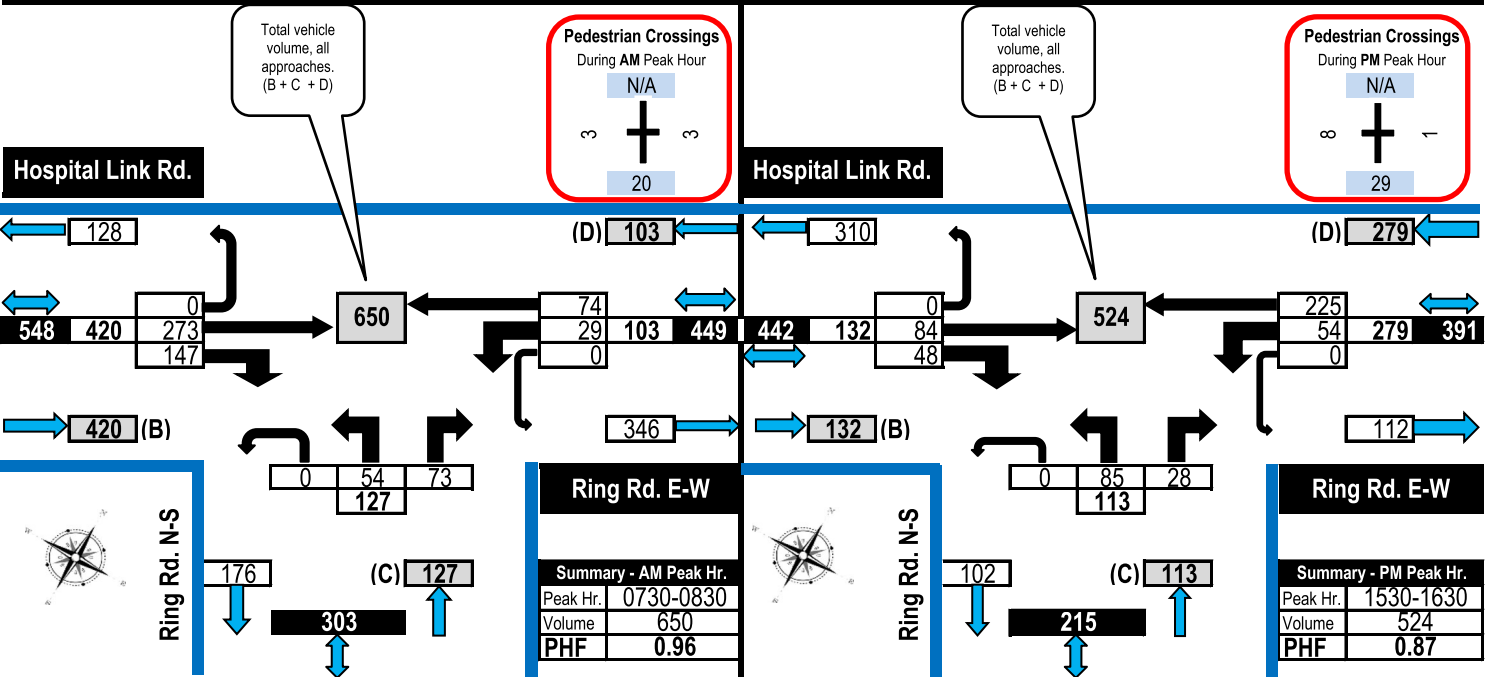 Total vehicle
volume, all
approaches.
(B + C + D)
Pedestrian Crossings
During AM Peak Hour
N/A
3
3
20
Hospital Link Rd.
128
(D) 103
0
74
650
548 420 273
29 103 449
147
0
420 (B)
346
0 54 73
127
Ring Rd. E-W
Ring Rd. N-S
176
(C) 127
303
Summary - AM Peak Hr.
Peak Hr. 0730-0830
Volume 650
PHF 0.96
Total vehicle
volume, all
approaches.
(B + C + D)
Pedestrian Crossings
During PM Peak Hour
N/A
8
1
29
Hospital Link Rd.
310
(D) 279
0
225
524
442 132 84
54 279 391
48
0
132 (B)
112
0 85 28
113
Ring Rd. E-W
Ring Rd. N-S
102
(C) 113
215
Summary - PM Peak Hr.
Peak Hr. 1530-1630
Volume 524
PHF 0.87